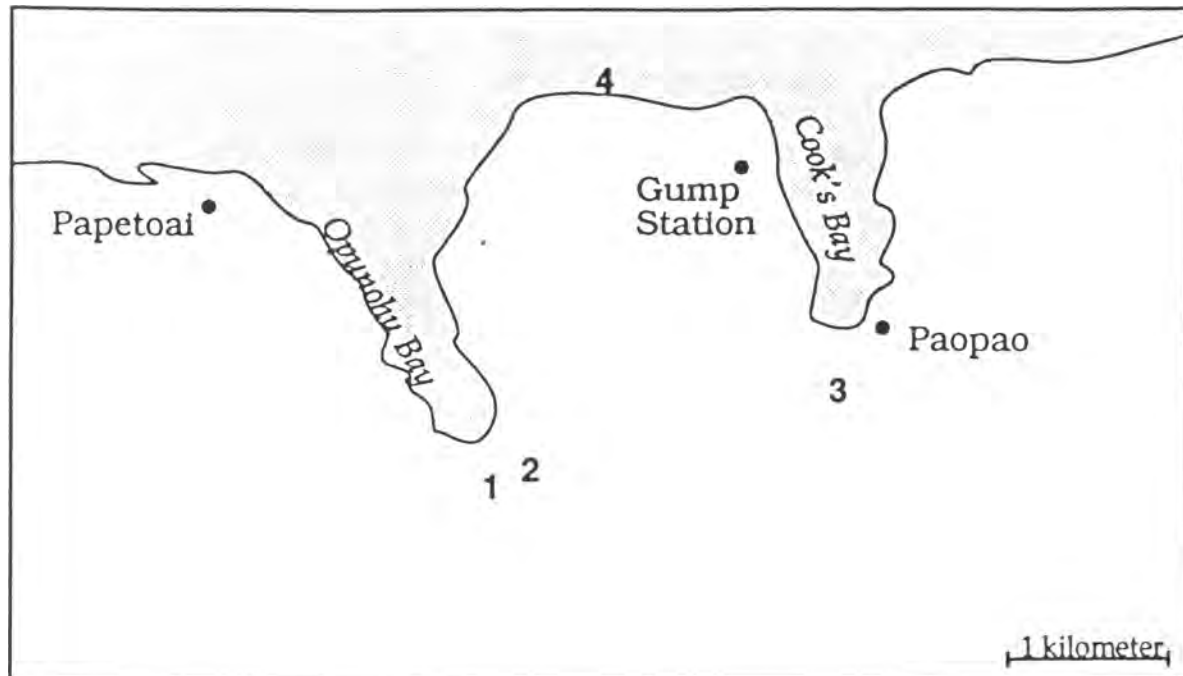 4
Cook's Bay
Gump
Station
Papetoai
Opunohu Bay
Paopao
3
2
1
1 kilometer